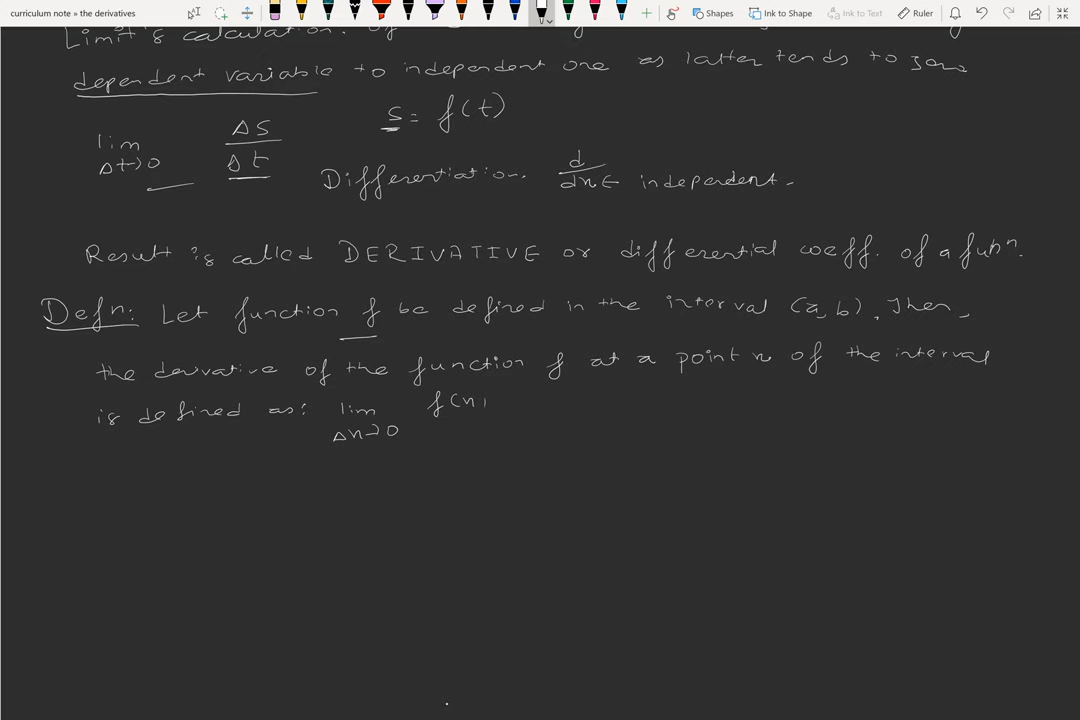 curriculum note » the derivatives
Shapes Ink to Shape Ink to Text Ruler
Limit's calculation.
dependent variable to independent one as latter tends to zero
lim Δt→0 Δs/Δt
s = f(t)
Differentiation. d/dx ← independent.
Result is called DERIVATIVE or differential coeff. of a funⁿ.
Defn: Let function f be defined in the interval (a, b). Then,
the derivative of the function f at a point x of the interval
is defined as: lim Δx→0 f(x